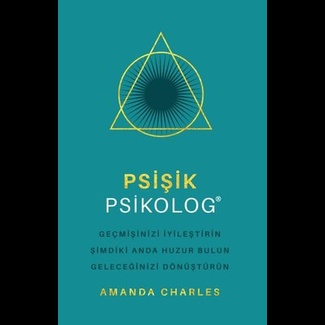 PSİŞİK
PSİKOLOG®
GEÇMİŞİNİZİ İYİLEŞTİRİN
ŞİMDİKİ ANDA HUZUR BULUN
GELECEĞİNİZİ DÖNÜŞTÜRÜN
AMANDA CHARLES